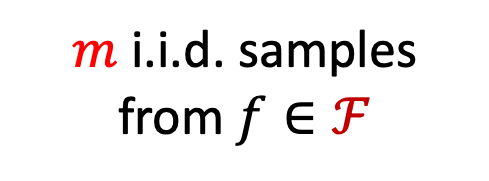 𝑚 i.i.d. samples
from 𝑓 ∈ ℱ